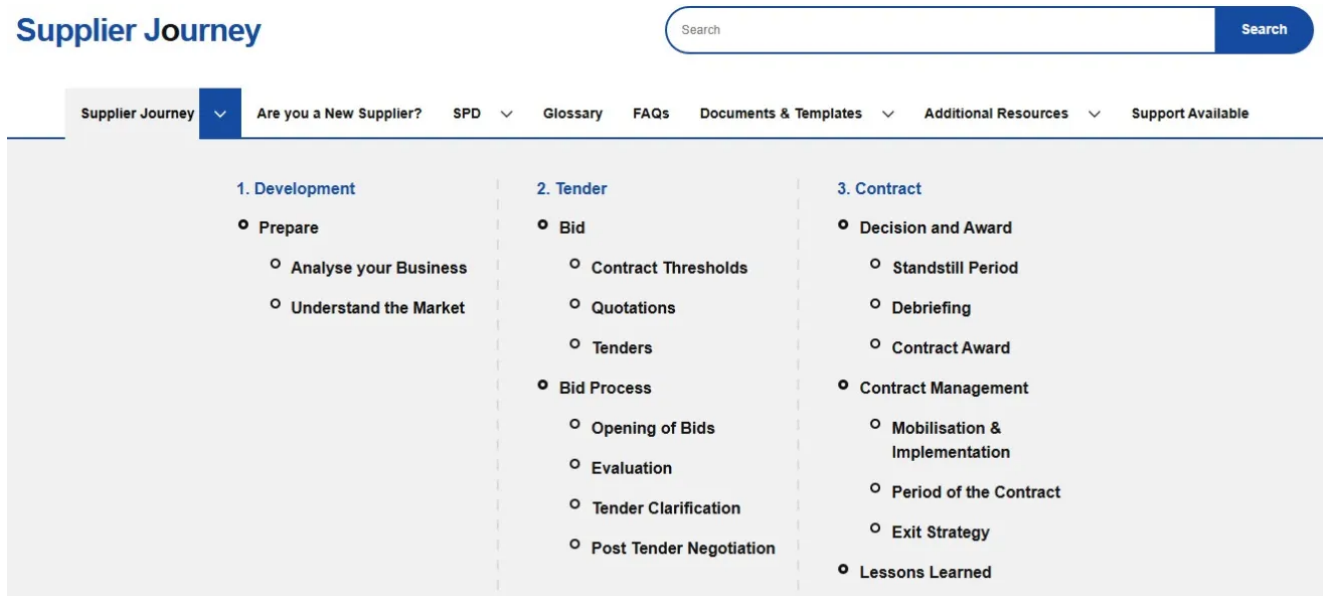 Supplier Journey
Search
Search
Supplier Journey
Are you a New Supplier?
SPD
Glossary
FAQs
Documents & Templates
Additional Resources
Support Available
1. Development
Prepare
Analyse your Business
Understand the Market
2. Tender
Bid
Contract Thresholds
Quotations
Tenders
Bid Process
Opening of Bids
Evaluation
Tender Clarification
Post Tender Negotiation
3. Contract
Decision and Award
Standstill Period
Debriefing
Contract Award
Contract Management
Mobilisation &
Implementation
Period of the Contract
Exit Strategy
Lessons Learned